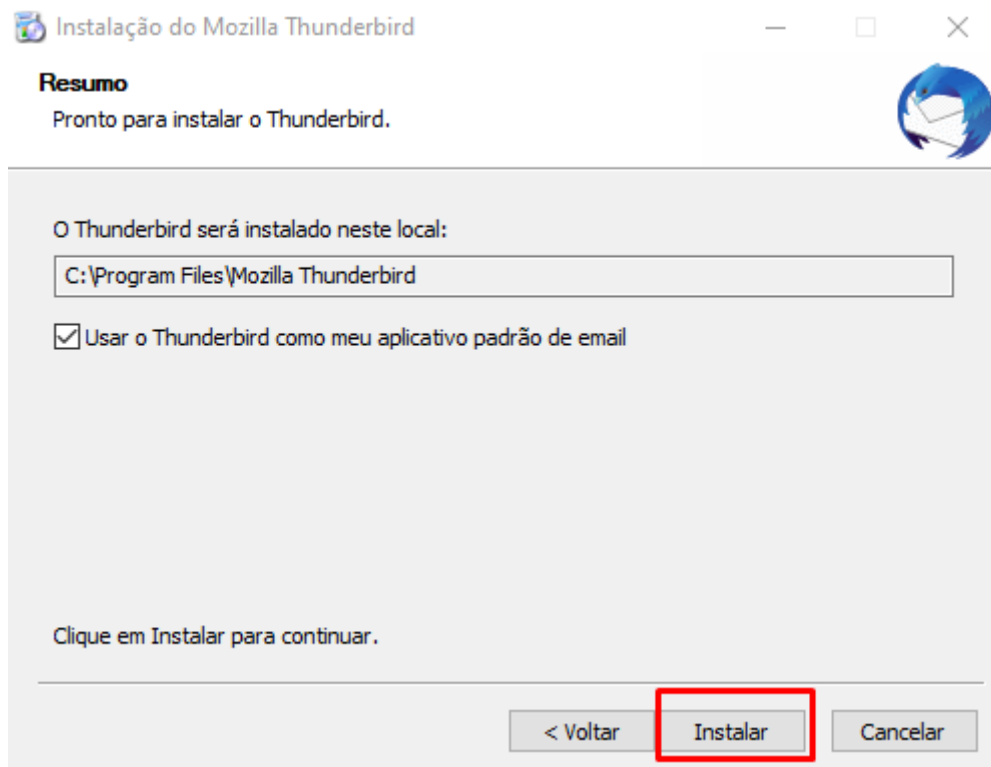 Instalação do Mozilla Thunderbird
Resumo
Pronto para instalar o Thunderbird.
O Thunderbird será instalado neste local:
C:\Program Files\Mozilla Thunderbird
Usar o Thunderbird como meu aplicativo padrão de email
Clique em Instalar para continuar.
< Voltar Instalar Cancelar